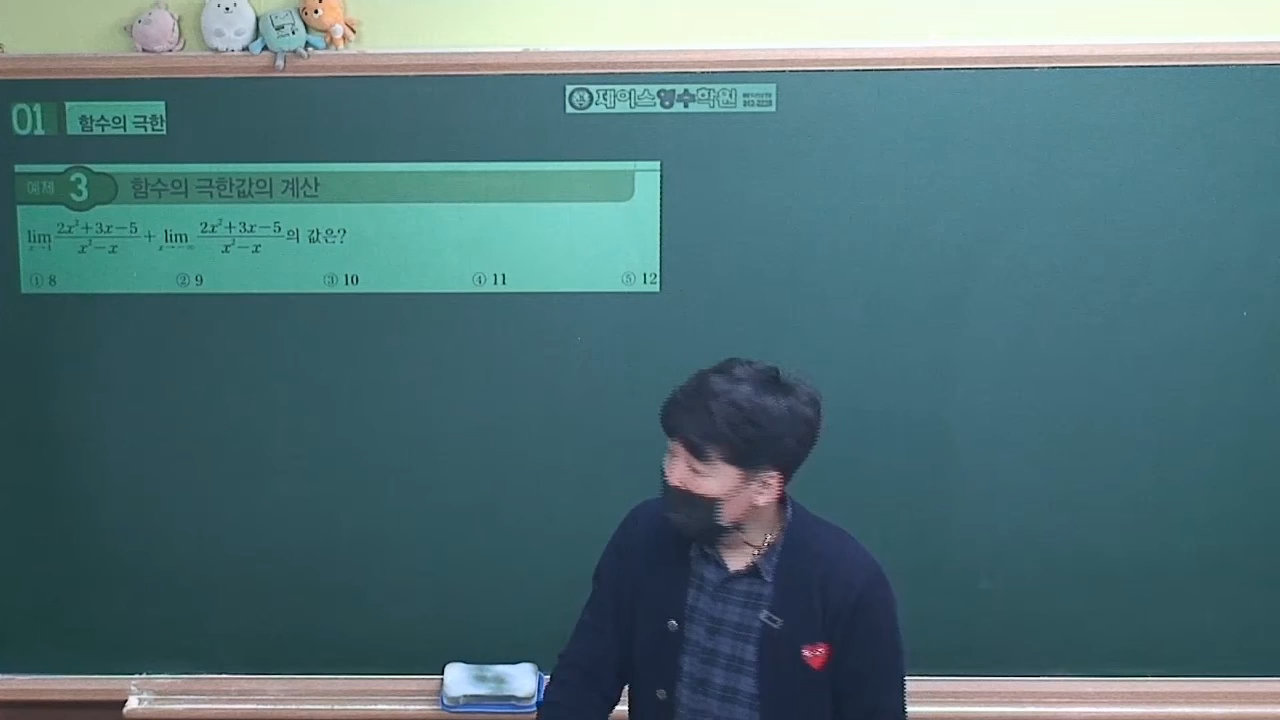 01 함수의 극한
제이스영수학원
예제 3 함수의 극한값의 계산
lim x→1 (2x²+3x−5)/(x²−x) + lim x→−∞ (2x²+3x−5)/(x²−x) 의 값은?
① 8 ② 9 ③ 10 ④ 11 ⑤ 12